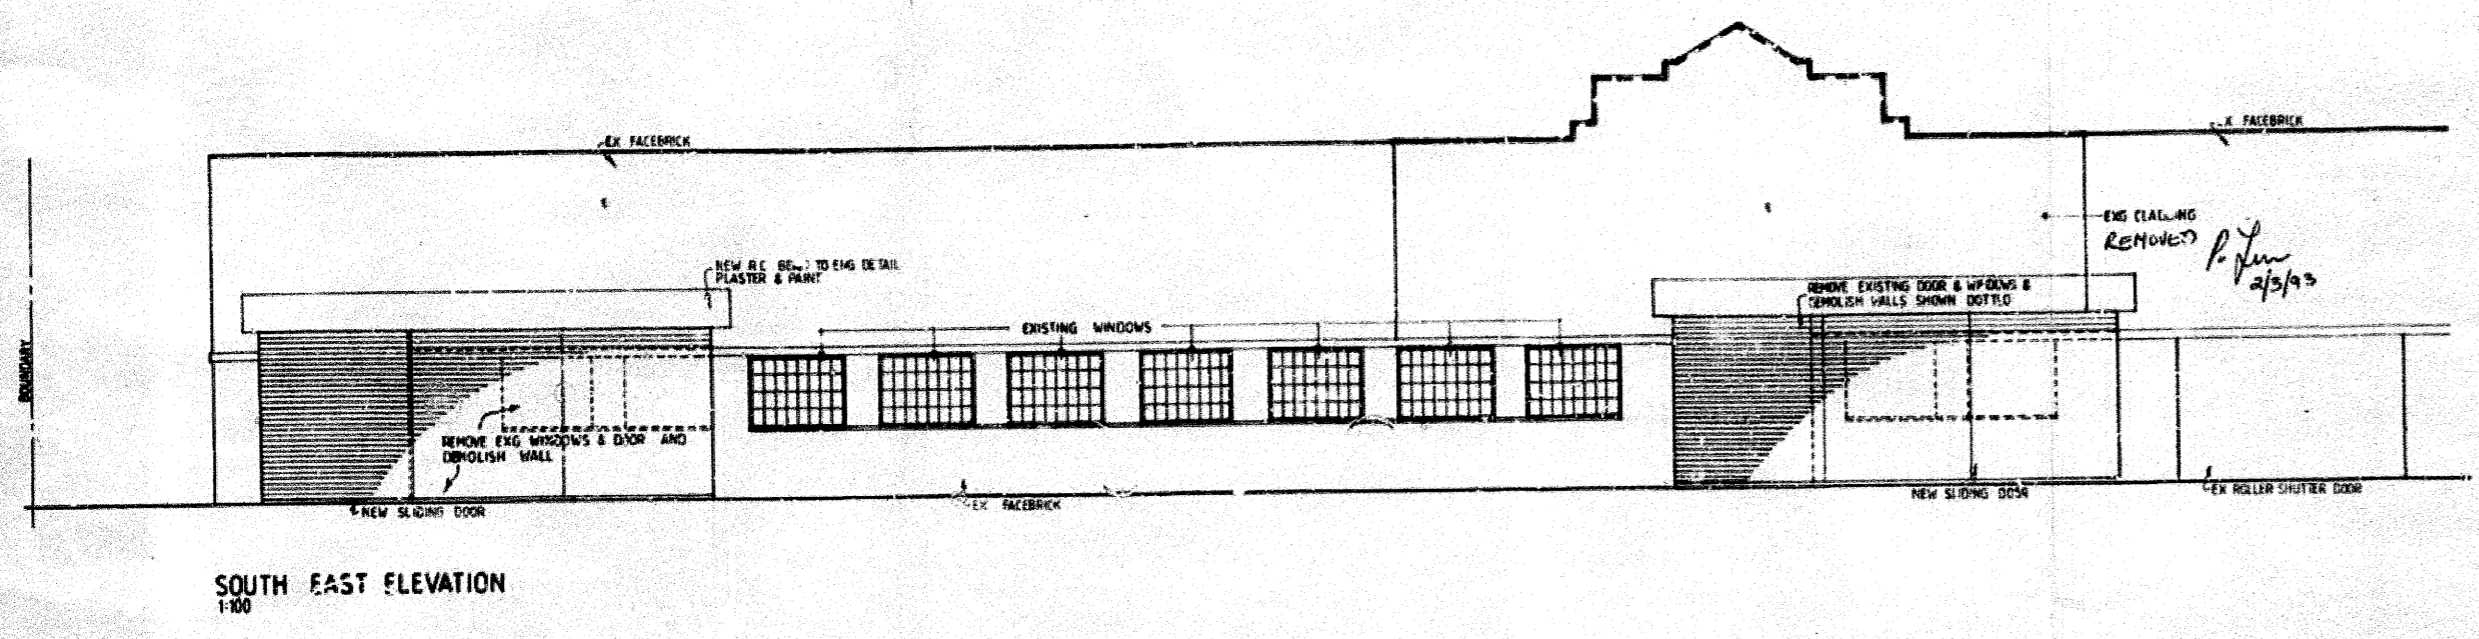 EX FACEBRICK
EX FACEBRICK
EXG CLADDING
REMOVED
2/3/93
NEW R.C. TO ENG DETAIL
PLASTER & PAINT
REMOVE EXISTING DOOR & WINDOWS &
DEMOLISH WALLS SHOWN DOTTED
EXISTING WINDOWS
BOUNDARY
REMOVE EXG WINDOWS & DOOR AND
DEMOLISH WALL
NEW SLIDING DOOR
EX FACEBRICK
NEW SLIDING DOOR
EX ROLLER SHUTTER DOOR
SOUTH EAST ELEVATION
1:100